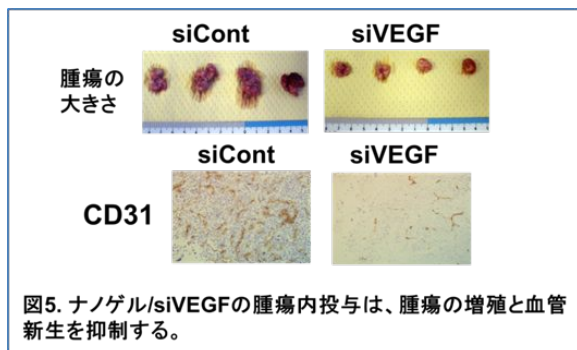 siCont siVEGF
腫瘍の
大きさ
siCont siVEGF
CD31
図5. ナノゲル/siVEGFの腫瘍内投与は、腫瘍の増殖と血管
新生を抑制する。